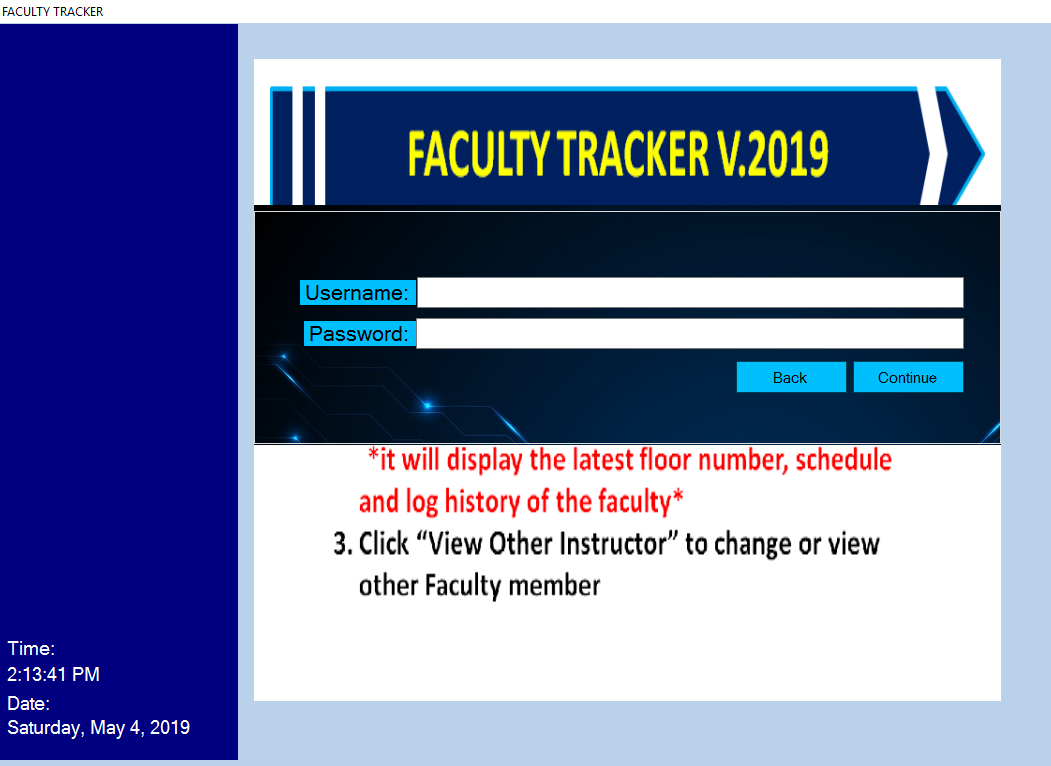 FACULTY TRACKER
FACULTY TRACKER V.2019
Username:
Password:
Back
Continue
*it will display the latest floor number, schedule
and log history of the faculty*
3. Click “View Other Instructor” to change or view
other Faculty member
Time:
2:13:41 PM
Date:
Saturday, May 4, 2019